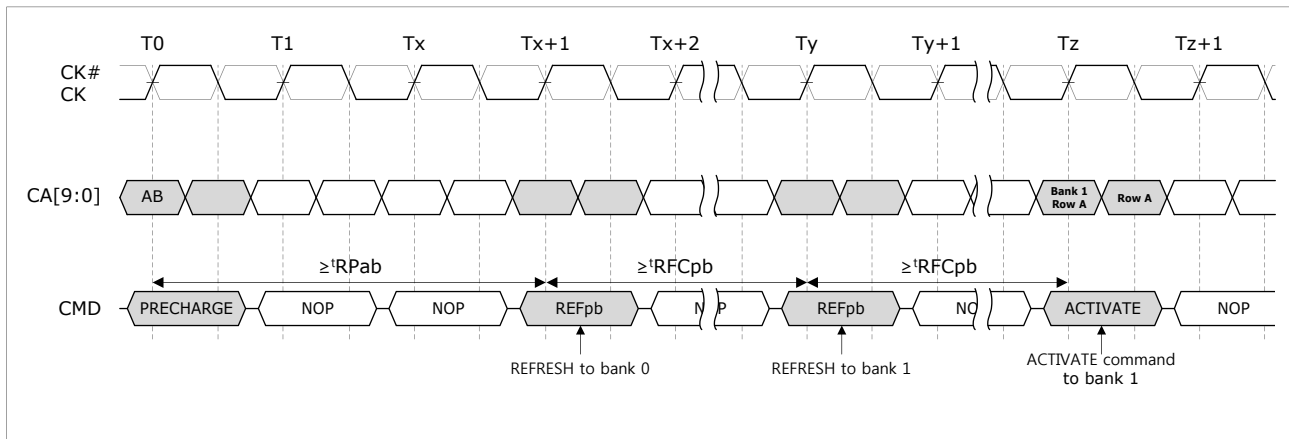 T0 T1 Tx Tx+1 Tx+2 Ty Ty+1 Tz Tz+1
CK#
CK
CA[9:0] AB Bank 1 Row A Row A
≥tRPab ≥tRFCpb ≥tRFCpb
CMD PRECHARGE NOP NOP REFpb NOP REFpb NO ACTIVATE NOP
REFRESH to bank 0 REFRESH to bank 1 ACTIVATE command
to bank 1